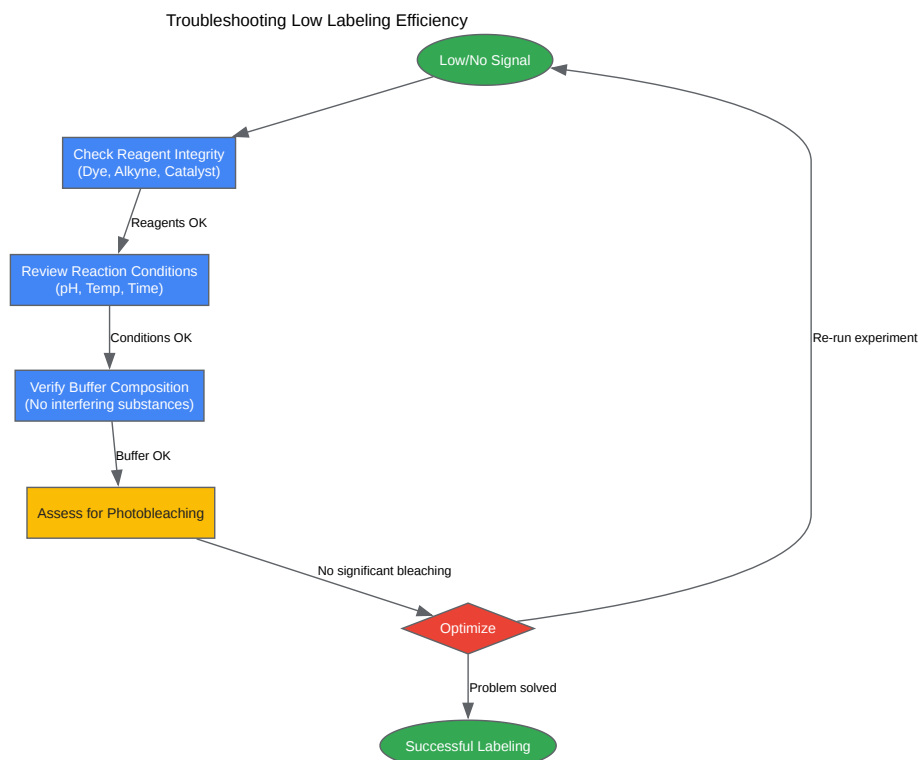 Troubleshooting Low Labeling Efficiency
Low/No Signal
Check Reagent Integrity
(Dye, Alkyne, Catalyst)
Reagents OK
Review Reaction Conditions
(pH, Temp, Time)
Conditions OK
Re-run experiment
Verify Buffer Composition
(No interfering substances)
Buffer OK
Assess for Photobleaching
No significant bleaching
Optimize
Problem solved
Successful Labeling